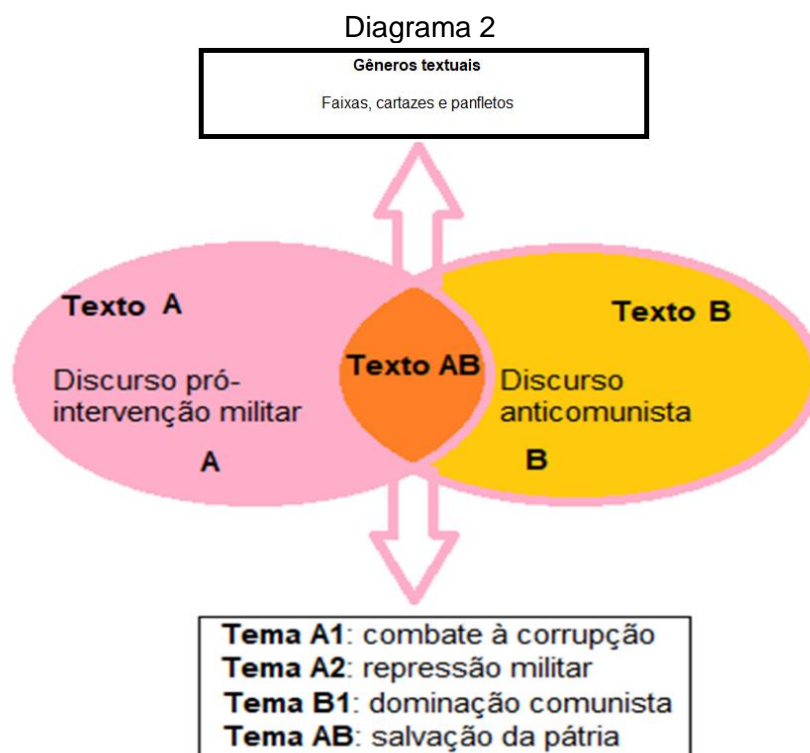 Diagrama 2
Gêneros textuais
Faixas, cartazes e panfletos
Texto A
Discurso pró-
intervenção militar
A
Texto AB
Texto B
Discurso
anticomunista
B
Tema A1: combate à corrupção
Tema A2: repressão militar
Tema B1: dominação comunista
Tema AB: salvação da pátria